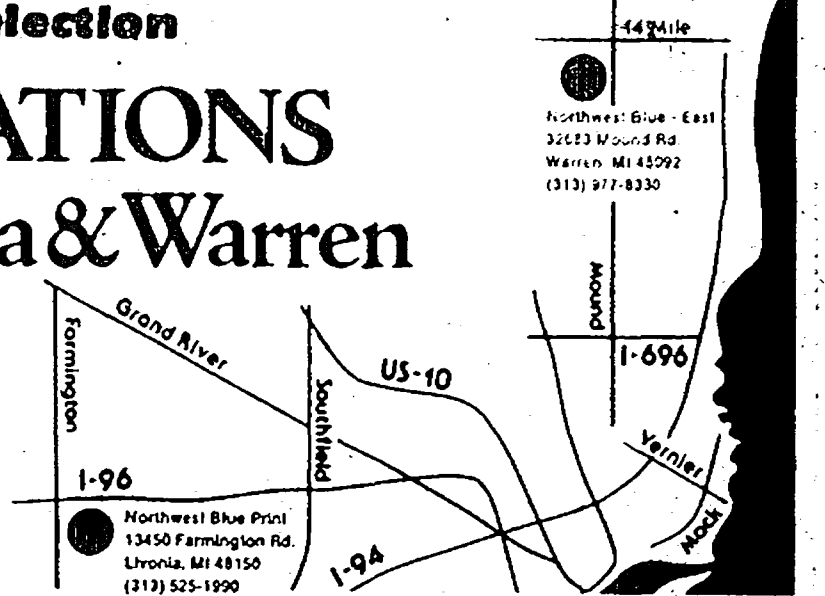 lection
ATIONS
a & Warren
14 Mile
Northwest Blue - East
32683 Mound Rd.
Warren, MI 48092
(313) 977-8330
Mound
I-696
Grand River
Farmington
US-10
Southfield
Vernier
I-96
Mack
I-94
Northwest Blue Print
13450 Farmington Rd.
Livonia, MI 48150
(313) 525-1990